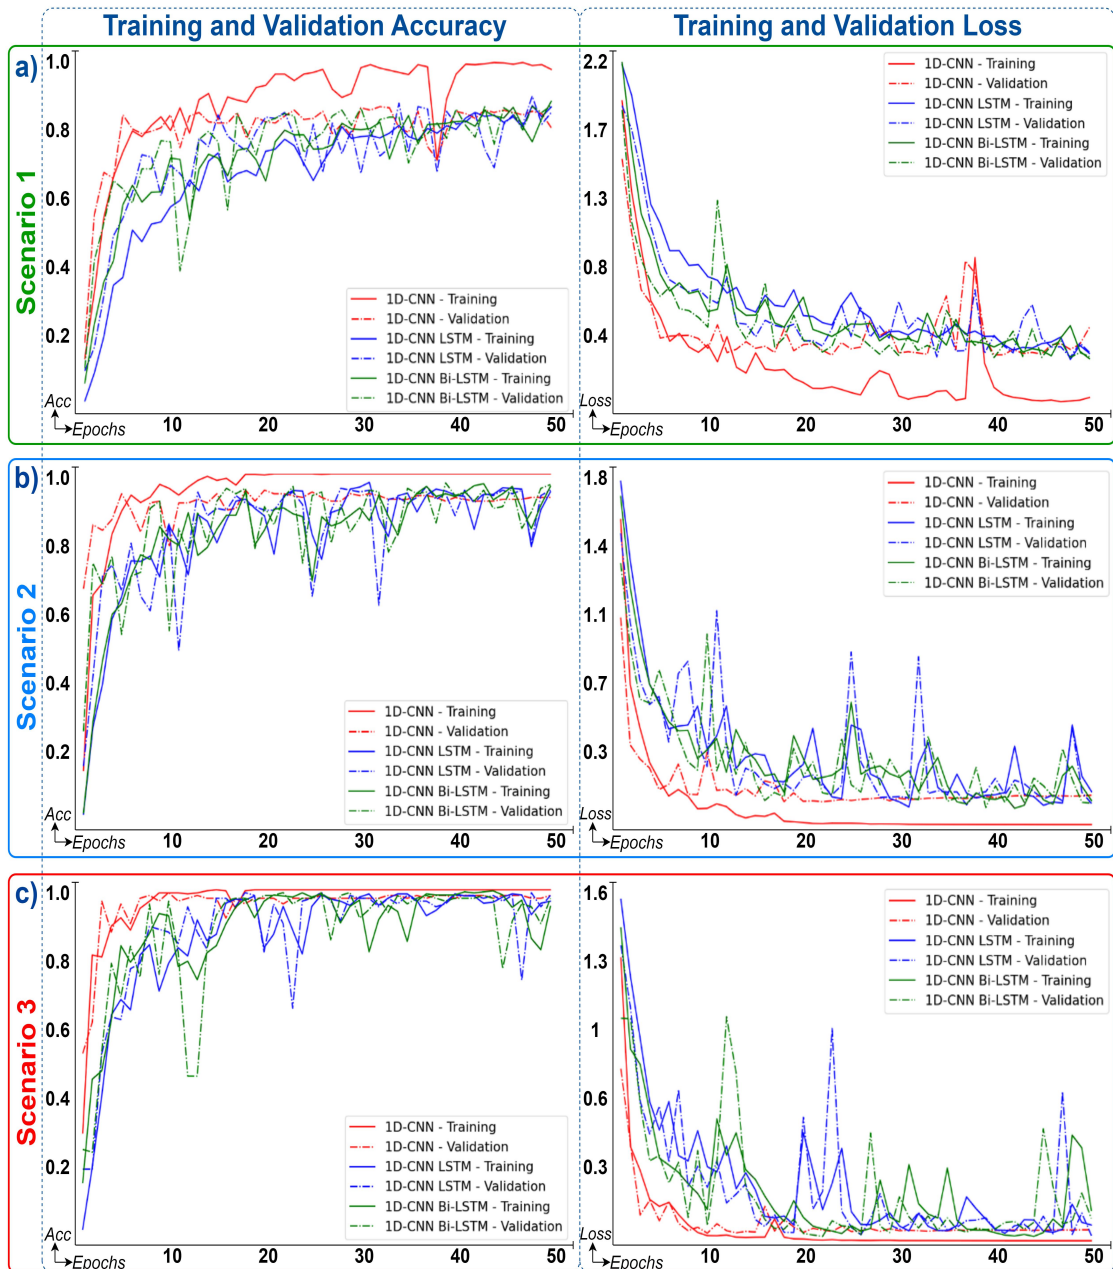 Training and Validation Accuracy
Training and Validation Loss
Scenario 1
a)
1.0
0.8
0.6
0.4
0.2
Acc
Epochs
10
20
30
40
50
1D-CNN - Training
1D-CNN - Validation
1D-CNN LSTM - Training
1D-CNN LSTM - Validation
1D-CNN Bi-LSTM - Training
1D-CNN Bi-LSTM - Validation
2.2
1.7
1.3
0.8
0.4
Loss
Epochs
10
20
30
40
50
1D-CNN - Training
1D-CNN - Validation
1D-CNN LSTM - Training
1D-CNN LSTM - Validation
1D-CNN Bi-LSTM - Training
1D-CNN Bi-LSTM - Validation
Scenario 2
b)
1.0
0.8
0.6
0.4
0.2
Acc
Epochs
10
20
30
40
50
1D-CNN - Training
1D-CNN - Validation
1D-CNN LSTM - Training
1D-CNN LSTM - Validation
1D-CNN Bi-LSTM - Training
1D-CNN Bi-LSTM - Validation
1.8
1.4
1.1
0.7
0.3
Loss
Epochs
10
20
30
40
50
1D-CNN - Training
1D-CNN - Validation
1D-CNN LSTM - Training
1D-CNN LSTM - Validation
1D-CNN Bi-LSTM - Training
1D-CNN Bi-LSTM - Validation
Scenario 3
c)
1.0
0.8
0.6
0.4
0.2
Acc
Epochs
10
20
30
40
50
1D-CNN - Training
1D-CNN - Validation
1D-CNN LSTM - Training
1D-CNN LSTM - Validation
1D-CNN Bi-LSTM - Training
1D-CNN Bi-LSTM - Validation
1.6
1.3
1
0.6
0.3
Loss
Epochs
10
20
30
40
50
1D-CNN - Training
1D-CNN - Validation
1D-CNN LSTM - Training
1D-CNN LSTM - Validation
1D-CNN Bi-LSTM - Training
1D-CNN Bi-LSTM - Validation